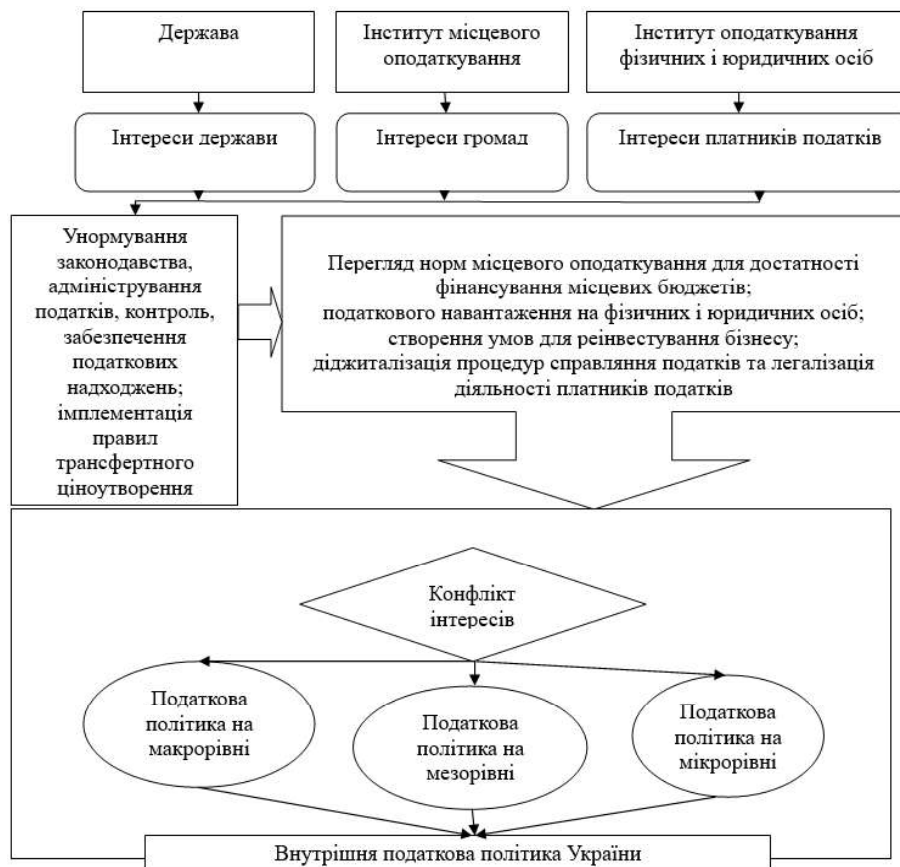 Держава
Інститут місцевого
оподаткування
Інститут оподаткування
фізичних і юридичних осіб
Інтереси держави
Інтереси громад
Інтереси платників податків
Унормування
законодавства,
адміністрування
податків, контроль,
забезпечення
податкових
надходжень;
імплементація
правил
трансфертного
ціноутворення
Перегляд норм місцевого оподаткування для достатності
фінансування місцевих бюджетів;
податкового навантаження на фізичних і юридичних осіб;
створення умов для реінвестування бізнесу;
діджиталізація процедур справляння податків та легалізація
діяльності платників податків
Конфлікт
інтересів
Податкова
політика на
макрорівні
Податкова
політика на
мезорівні
Податкова
політика на
мікрорівні
Внутрішня податкова політика України